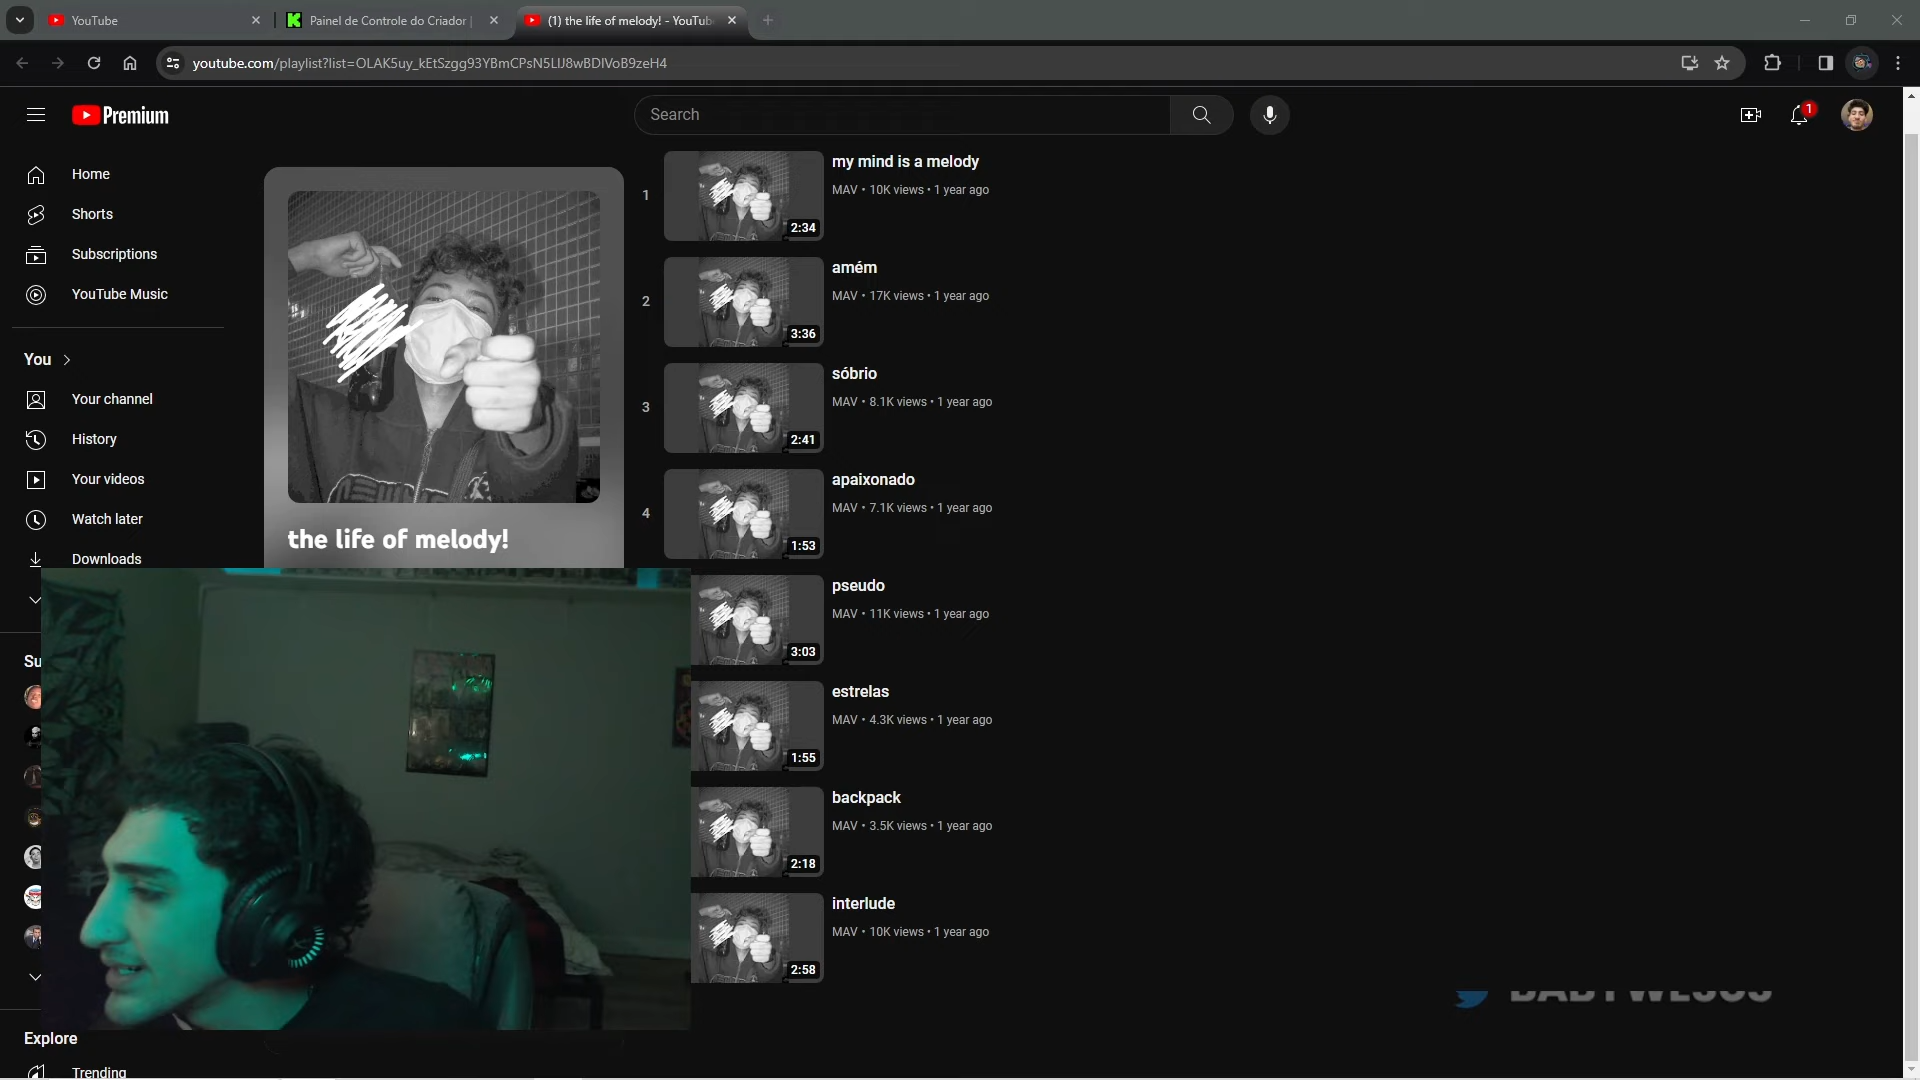 YouTube
Painel de Controle do Criador |
(1) the life of melody! - YouTub
youtube.com/playlist?list=OLAK5uy_kEtSzgg93YBmCPsN5LlJ8wBDlVoB9zeH4
Premium
Search
1
Home
Shorts
Subscriptions
YouTube Music
You
Your channel
History
Your videos
Watch later
Downloads
Su
Explore
Trending
the life of melody!
1
2:34
my mind is a melody
MAV • 10K views • 1 year ago
2
3:36
amém
MAV • 17K views • 1 year ago
3
2:41
sóbrio
MAV • 8.1K views • 1 year ago
4
1:53
apaixonado
MAV • 7.1K views • 1 year ago
3:03
pseudo
MAV • 11K views • 1 year ago
1:55
estrelas
MAV • 4.3K views • 1 year ago
2:18
backpack
MAV • 3.5K views • 1 year ago
2:58
interlude
MAV • 10K views • 1 year ago